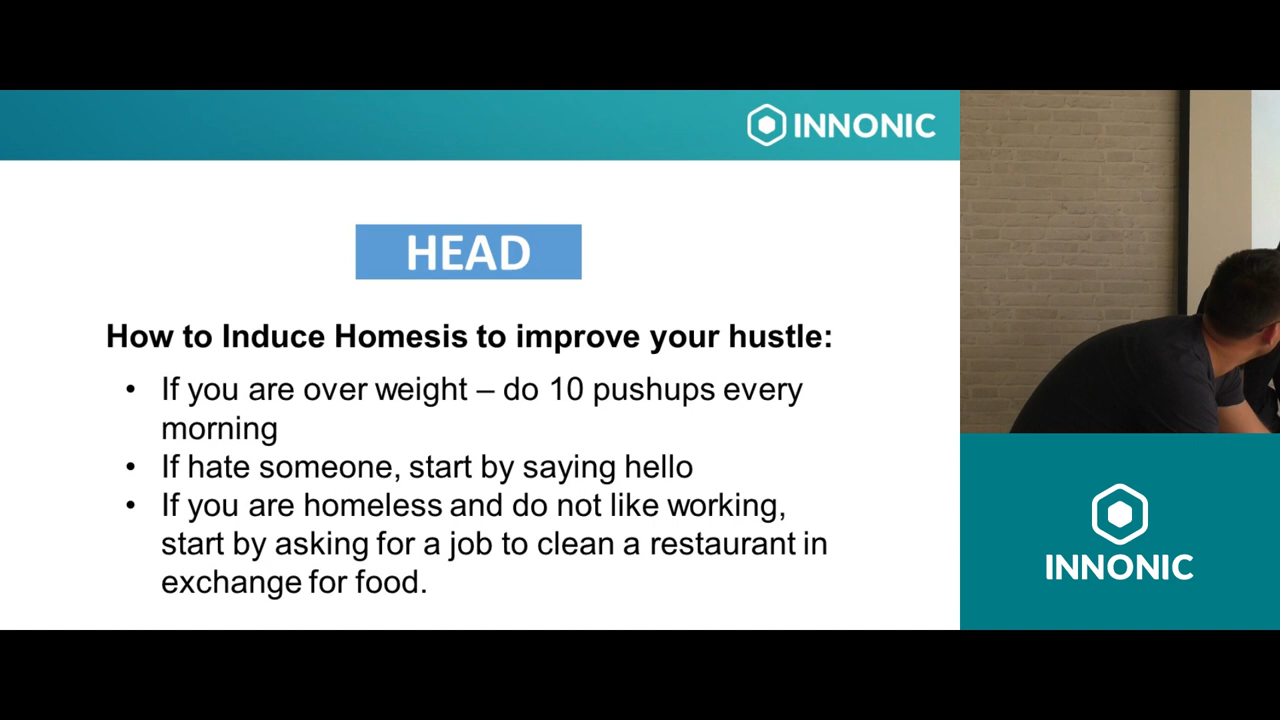 INNONIC
HEAD
How to Induce Homesis to improve your hustle:
• If you are over weight – do 10 pushups every
morning
• If hate someone, start by saying hello
• If you are homeless and do not like working,
start by asking for a job to clean a restaurant in
exchange for food.
INNONIC